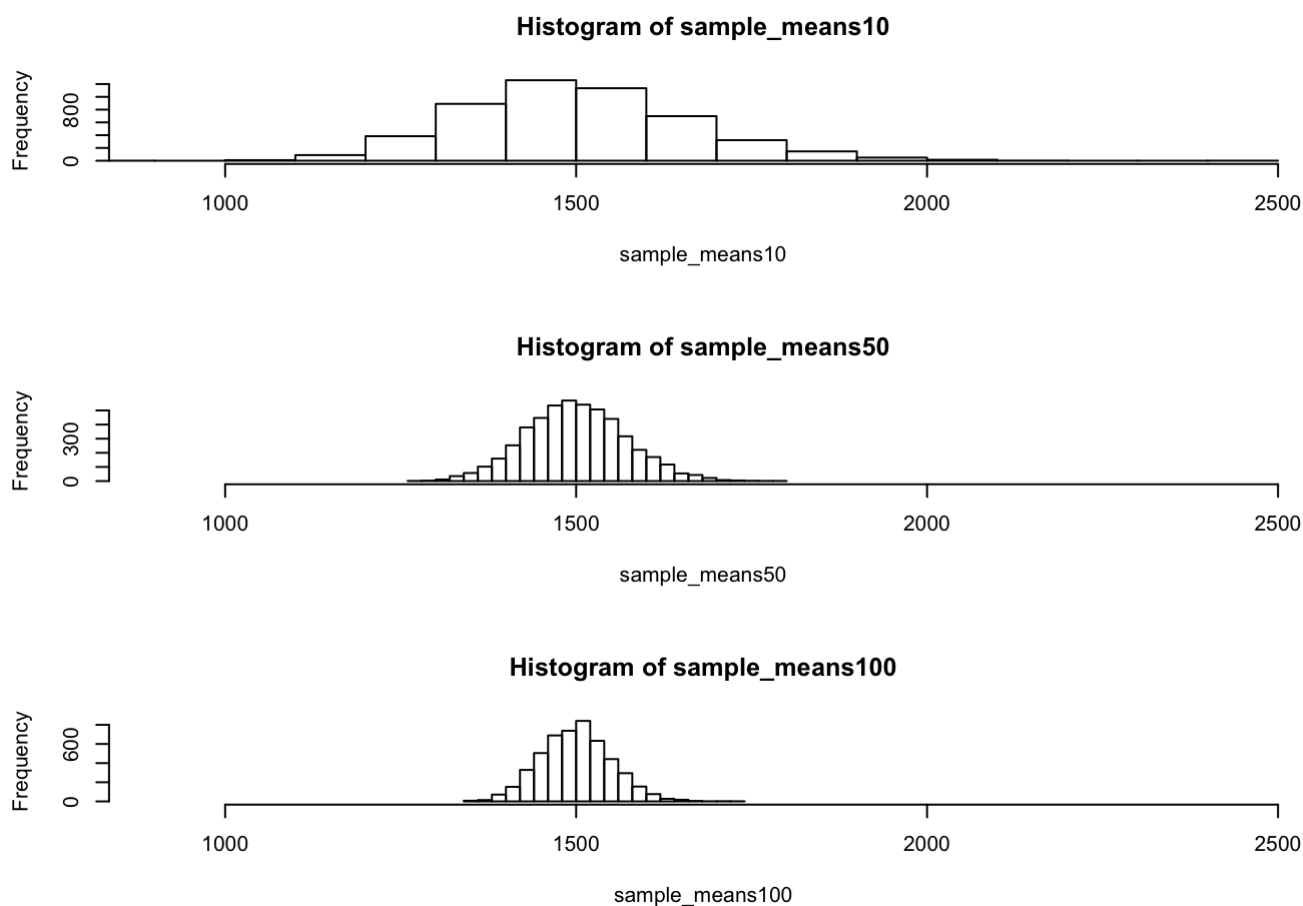 Histogram of sample_means10
Frequency
800
0
1000 1500 2000 2500
sample_means10
Histogram of sample_means50
Frequency
300
0
1000 1500 2000 2500
sample_means50
Histogram of sample_means100
Frequency
600
0
1000 1500 2000 2500
sample_means100